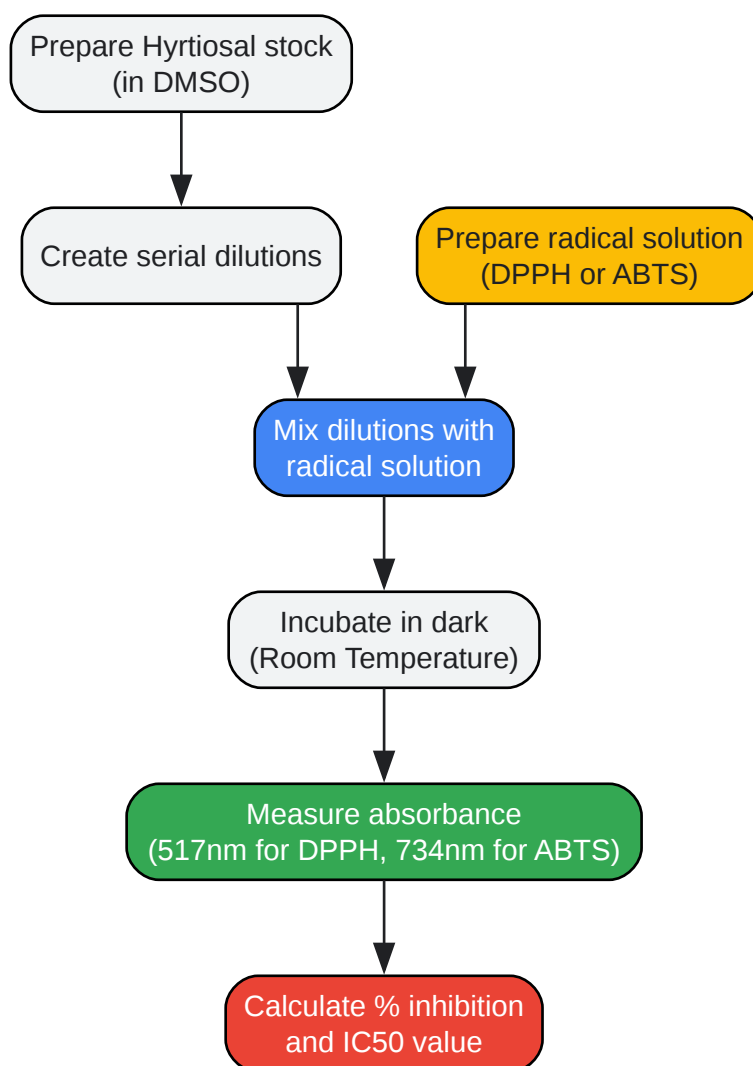 Prepare Hyrtiosal stock
(in DMSO)
Create serial dilutions
Prepare radical solution
(DPPH or ABTS)
Mix dilutions with
radical solution
Incubate in dark
(Room Temperature)
Measure absorbance
(517nm for DPPH, 734nm for ABTS)
Calculate % inhibition
and IC50 value